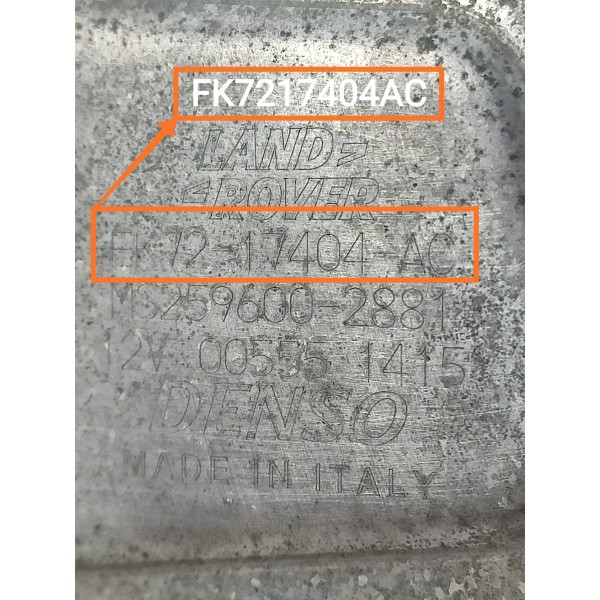 FK7217404AC
LAND
ROVER
FK72-17404-AC
MS259600-2881
12V 00555 1415
DENSO
MADE IN ITALY